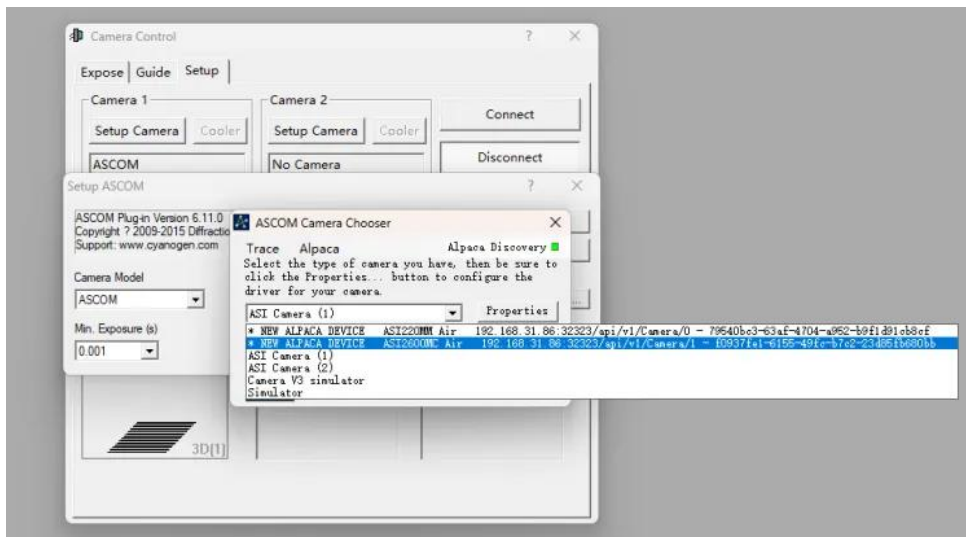 Camera Control
?
×
Expose
Guide
Setup
Camera 1
Setup Camera
Cooler
ASCOM
Camera 2
Setup Camera
Cooler
No Camera
Connect
Disconnect
Setup ASCOM
?
×
ASCOM Plug-in Version 6.11.0
Copyright ? 2009-2015 Diffractio
Support: www.cyanogen.com
Camera Model
ASCOM
Min. Exposure (s)
0.001
...
ASCOM Camera Chooser
×
Trace
Alpaca
Alpaca Discovery
Select the type of camera you have, then be sure to
click the Properties... button to configure the
driver for your camera.
ASI Camera (1)
Properties
* NEW ALPACA DEVICE ASI220MM Air 192.168.31.86:32323/api/v1/Camera/0 - 79540bc3-63af-4704-a952-b9f1d91cb8cf
* NEW ALPACA DEVICE ASI2600MC Air 192.168.31.86:32323/api/v1/Camera/1 - f0937fe1-6155-49fc-b7c2-23d85fb680bb
ASI Camera (1)
ASI Camera (2)
Camera V3 simulator
Simulator
3D[1]